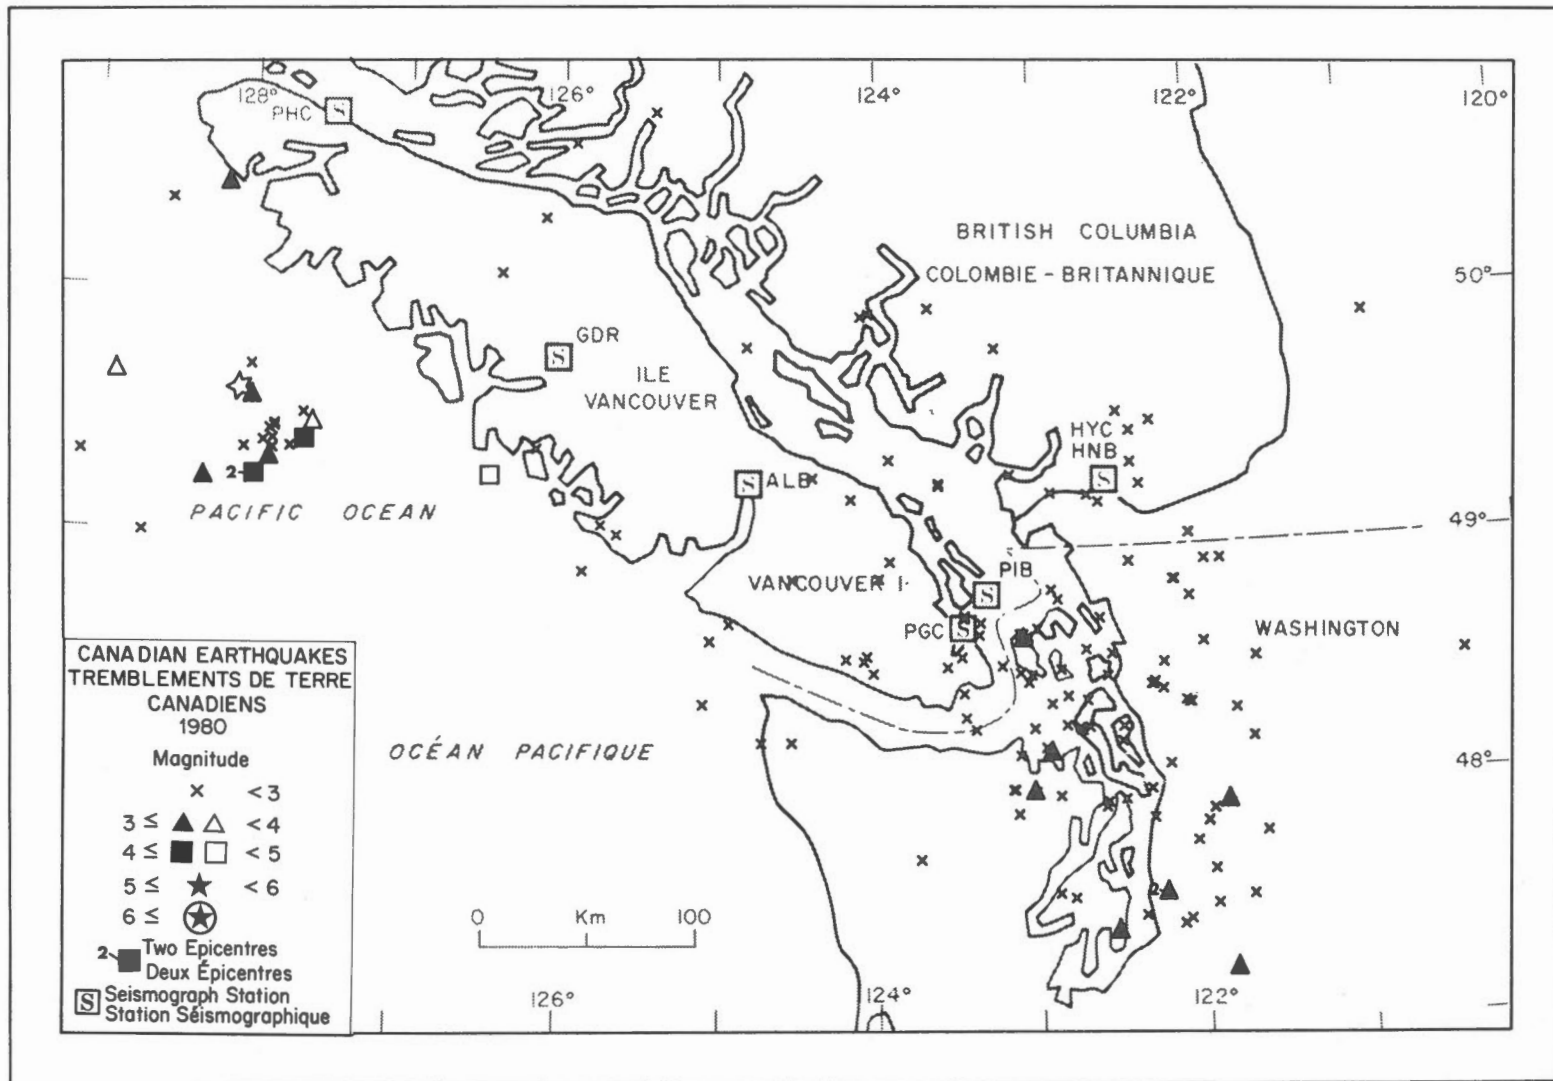 128°
126°
124°
122°
120°
PHC
S
BRITISH COLUMBIA
COLOMBIE - BRITANNIQUE
50°
GDR
S
ILE
VANCOUVER
HYC
HNB
S
2
S
ALB
PACIFIC OCEAN
49°
VANCOUVER I.
PIB
S
PGC
S
WASHINGTON
CANADIAN EARTHQUAKES
TREMBLEMENTS DE TERRE
CANADIENS
1980
OCÉAN PACIFIQUE
48°
Magnitude
x < 3
3 ≤ < 4
4 ≤ < 5
5 ≤ < 6
6 ≤
2
0 Km 100
2 Two Epicentres
Deux Épicentres
S Seismograph Station
Station Séismographique
126°
124°
122°